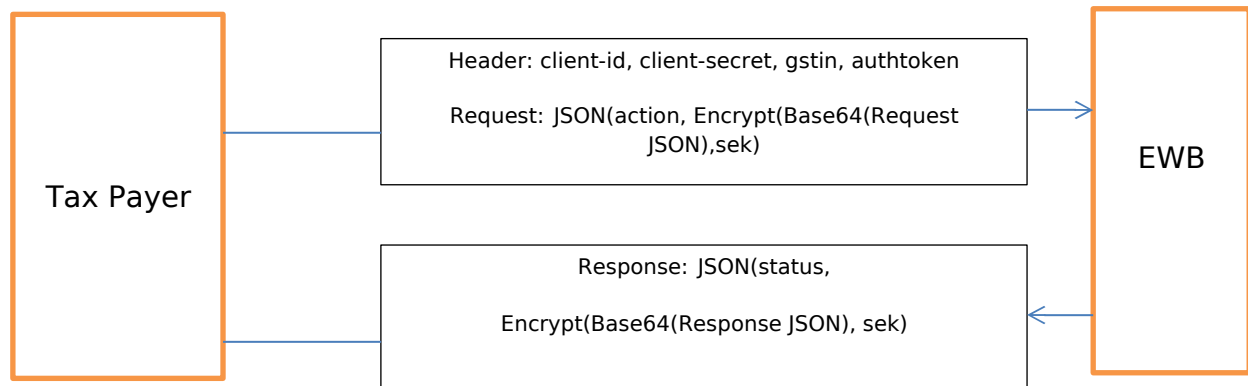 Tax Payer
Header: client-id, client-secret, gstin, authtoken
Request: JSON(action, Encrypt(Base64(Request
JSON),sek)
EWB
Response: JSON(status,
Encrypt(Base64(Response JSON), sek)